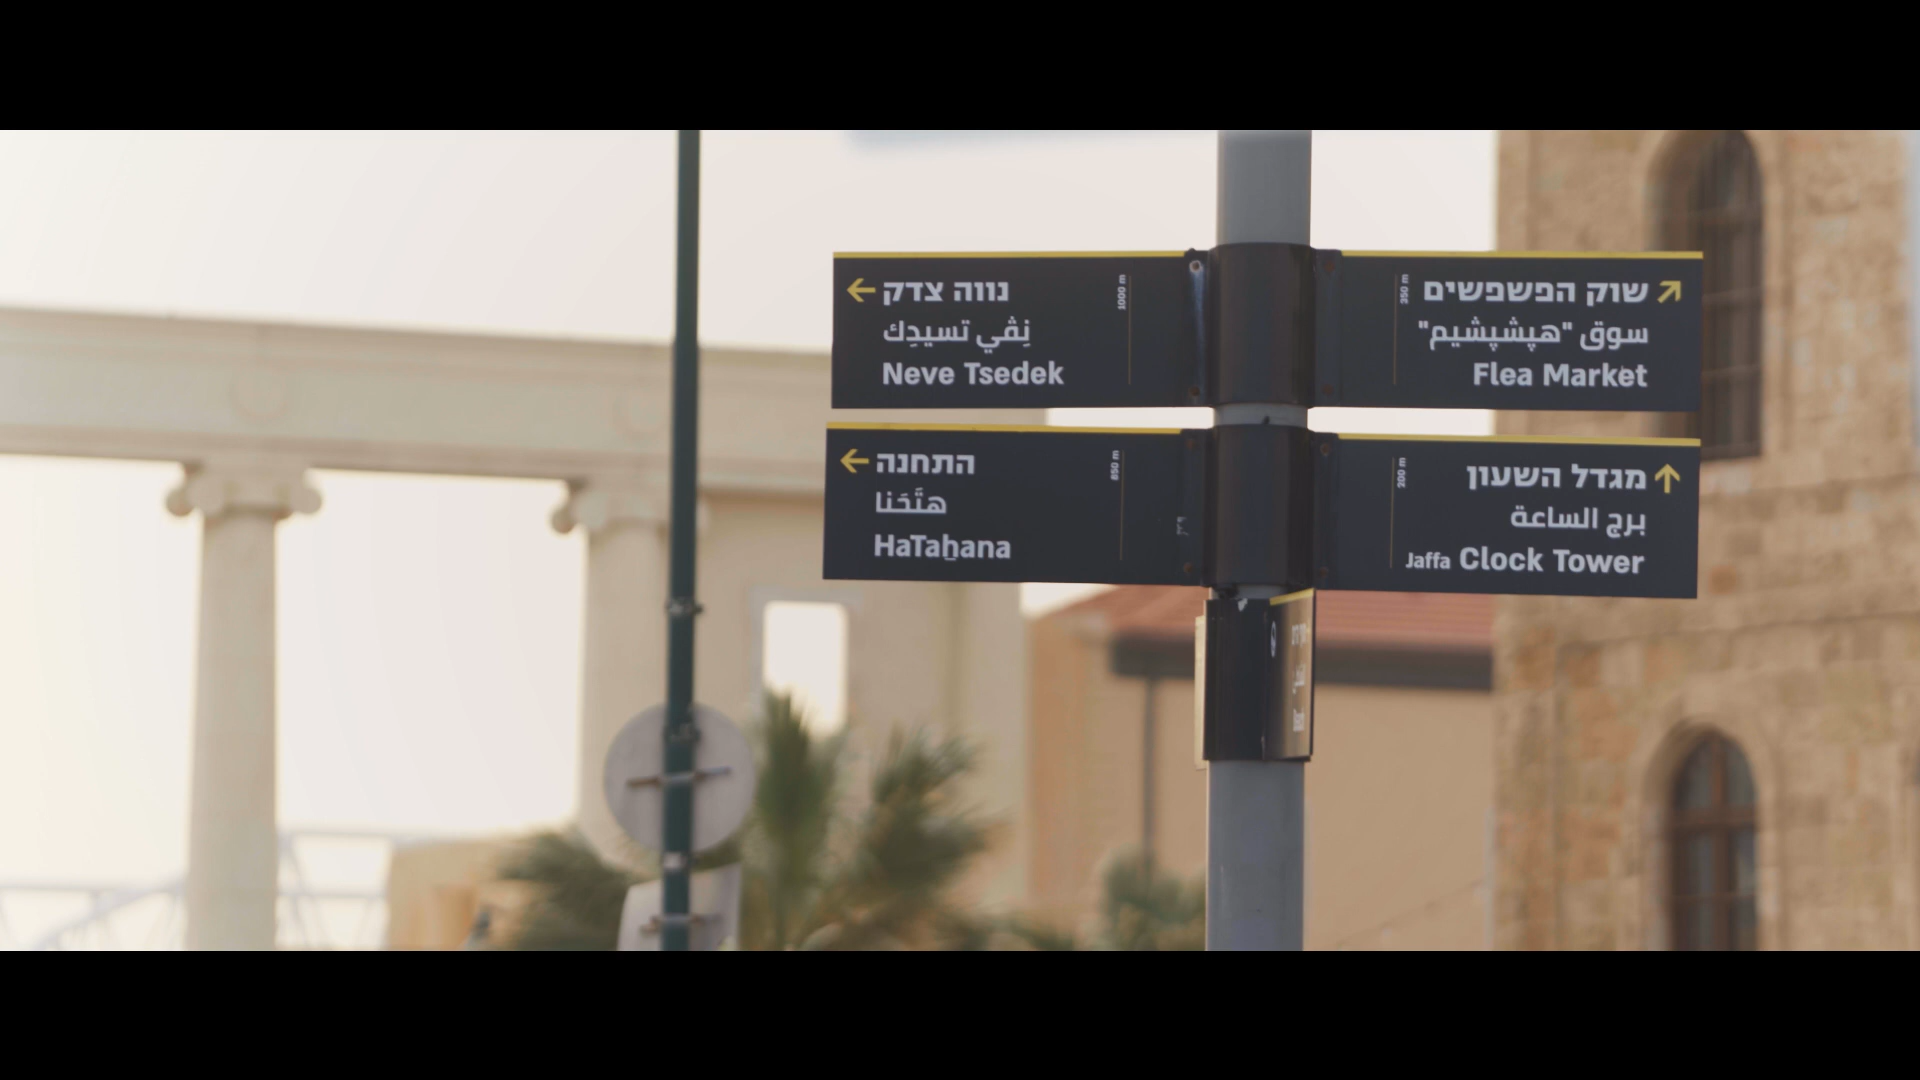 נווה צדק
نِڤي تسيدِك
Neve Tsedek
1000 m
שוק הפשפשים
سوق "هپشپشيم"
Flea Market
350 m
התחנה
هتَحَنا
HaTaẖana
850 m
מגדל השעון
برج الساعة
Jaffa Clock Tower
200 m